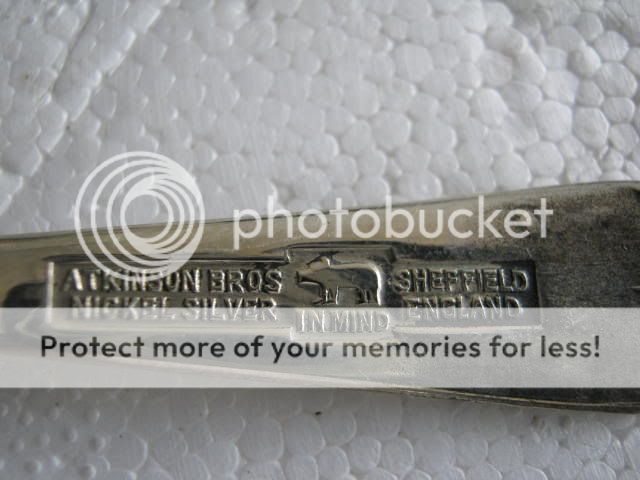 photobucket
ATKINSON BROS
NICKEL SILVER
IN MIND
SHEFFIELD
ENGLAND
Protect more of your memories for less!